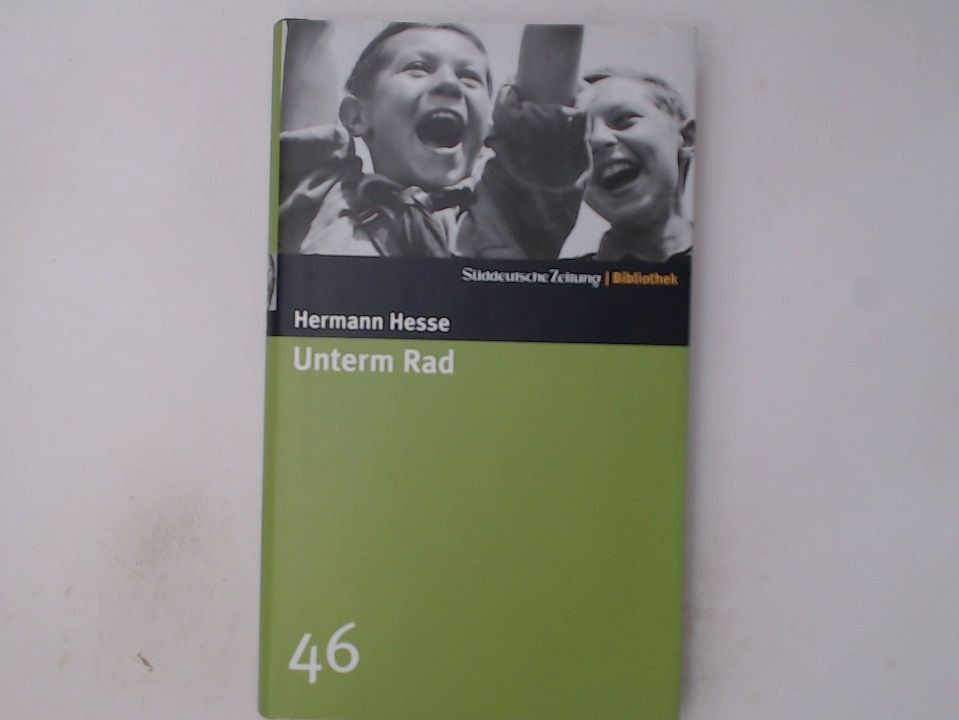 Süddeutsche Zeitung | Bibliothek
Hermann Hesse
Unterm Rad
46